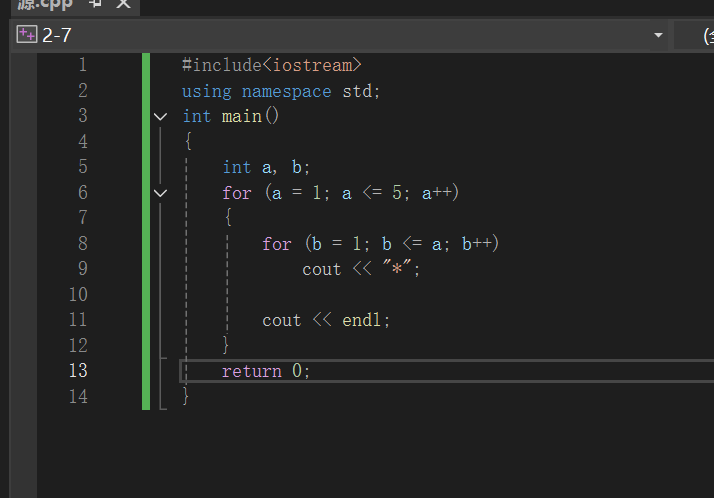 源.cpp
2-7
(全
1 #include<iostream>
2 using namespace std;
3 int main()
4 {
5 int a, b;
6 for (a = 1; a <= 5; a++)
7 {
8 for (b = 1; b <= a; b++)
9 cout << "*";
10
11 cout << endl;
12 }
13 return 0;
14 }